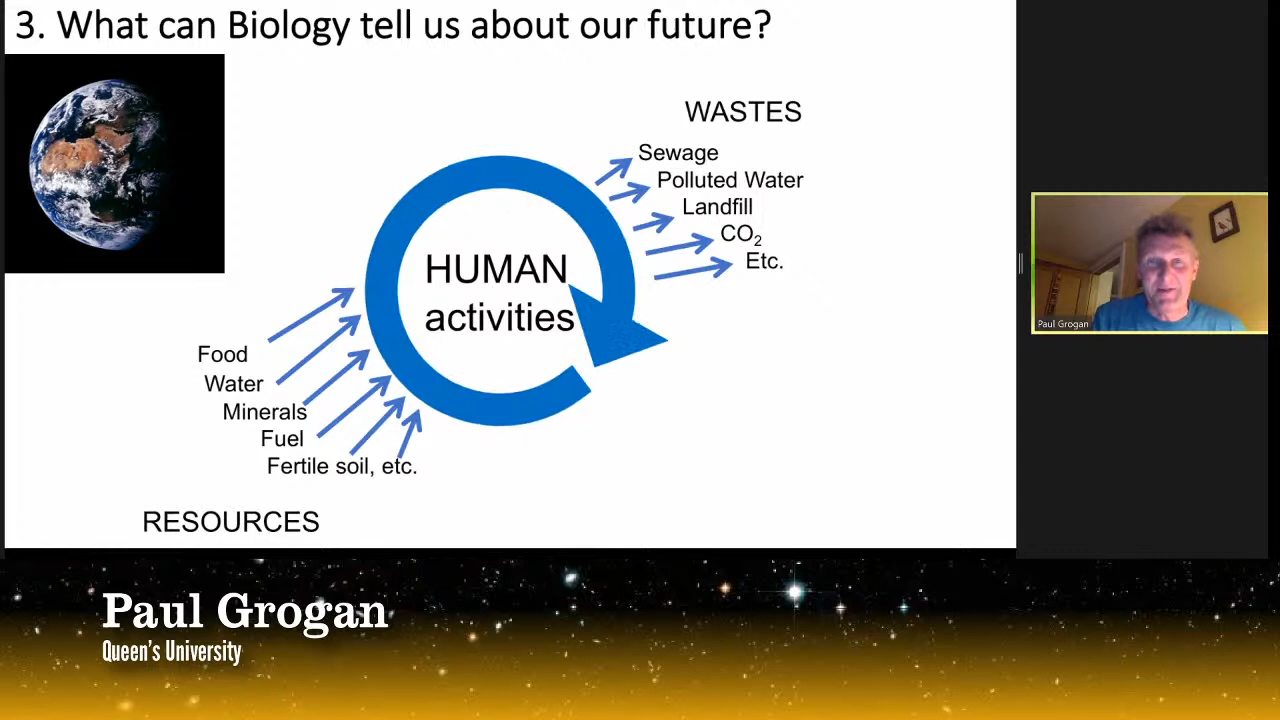 3. What can Biology tell us about our future?
WASTES
Sewage
Polluted Water
Landfill
CO₂
Etc.
HUMAN
activities
Food
Water
Minerals
Fuel
Fertile soil, etc.
RESOURCES
Paul Grogan
Paul Grogan
Queen's University